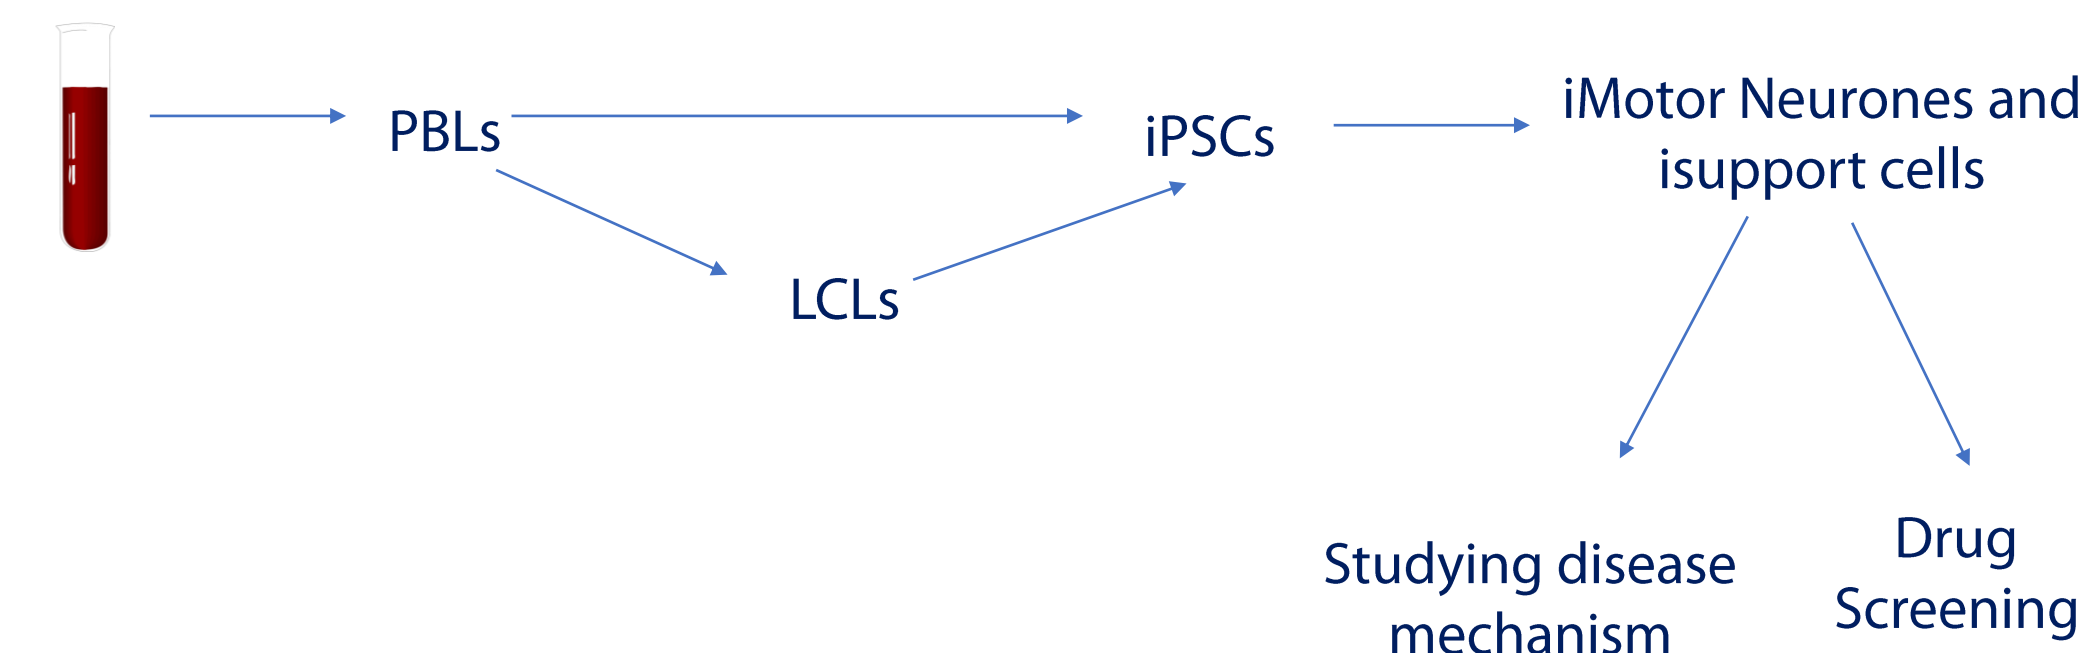 PBLs
iPSCs
iMotor Neurones and
isupport cells
LCLs
Studying disease
mechanism
Drug
Screening